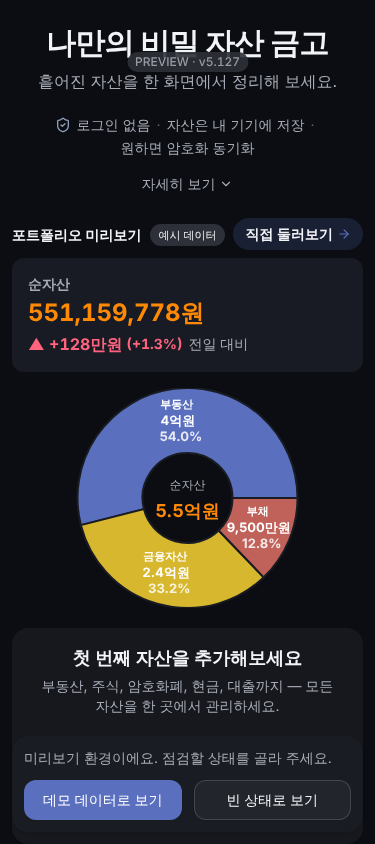 나만의 비밀 자산 금고
PREVIEW · v5.127
흩어진 자산을 한 화면에서 정리해 보세요.
로그인 없음 · 자산은 내 기기에 저장 ·
원하면 암호화 동기화
자세히 보기
포트폴리오 미리보기 예시 데이터 직접 둘러보기 →
순자산
551,159,778원
▲ +128만원 (+1.3%) 전일 대비
부동산
4억원
54.0%
순자산
5.5억원
부채
9,500만원
12.8%
금융자산
2.4억원
33.2%
첫 번째 자산을 추가해보세요
부동산, 주식, 암호화폐, 현금, 대출까지 — 모든
자산을 한 곳에서 관리하세요.
미리보기 환경이에요. 점검할 상태를 골라 주세요.
데모 데이터로 보기 빈 상태로 보기